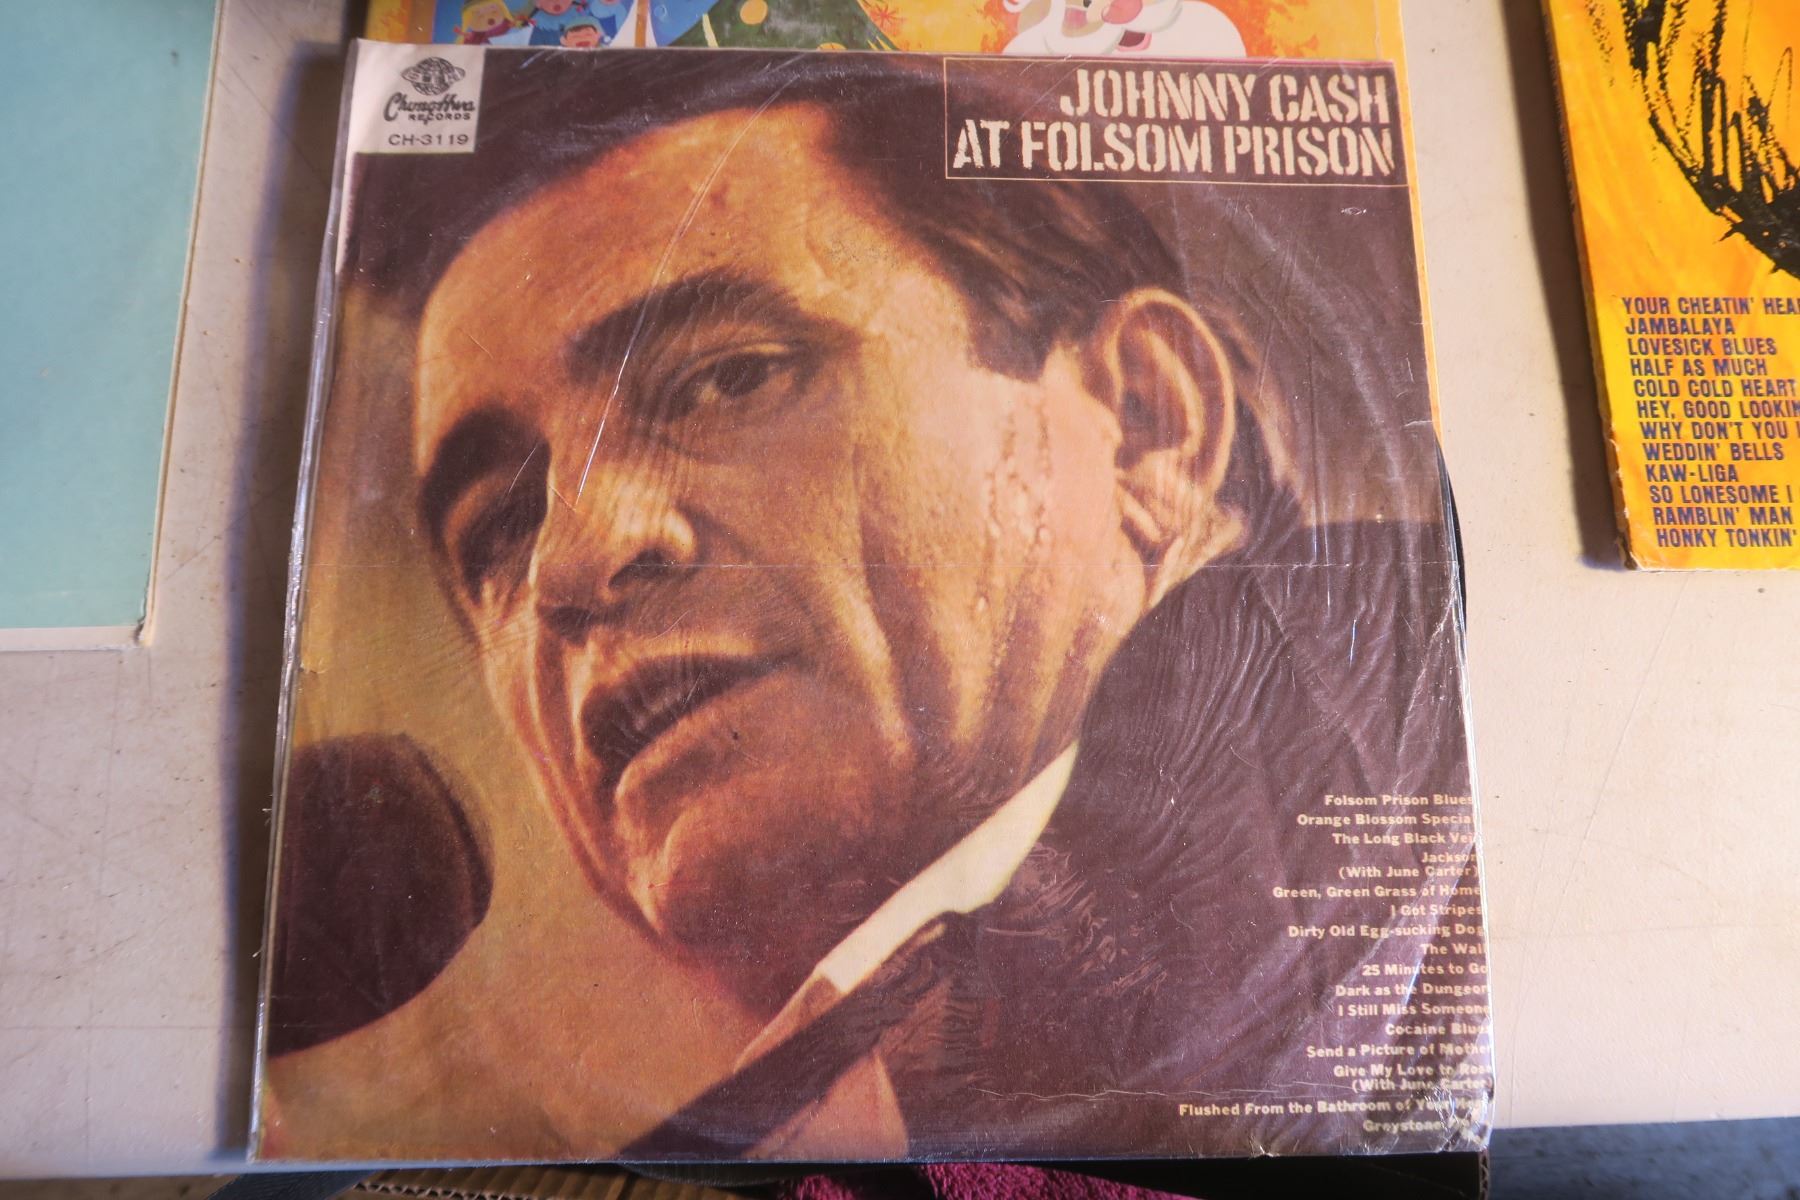 Chung Hwa
RECORDS
CH-3119
JOHNNY CASH
AT FOLSOM PRISON
Folsom Prison Blues
Orange Blossom Special
The Long Black Vein
Jackson
(With June Carter)
Green, Green Grass of Home
I Got Stripes
Dirty Old Egg-sucking Dog
The Wall
25 Minutes to Go
Dark as the Dungeon
I Still Miss Someone
Cocaine Blues
Send a Picture of Mother
Give My Love to Rose
(With June Carter)
Flushed From the Bathroom of Your
Greystone
YOUR CHEATIN' HEA
JAMBALAYA
LOVESICK BLUES
HALF AS MUCH
COLD COLD HEART
HEY, GOOD LOOKIN
WHY DON'T YOU
WEDDIN' BELLS
KAW-LIGA
SO LONESOME I
RAMBLIN' MAN
HONKY TONKIN'